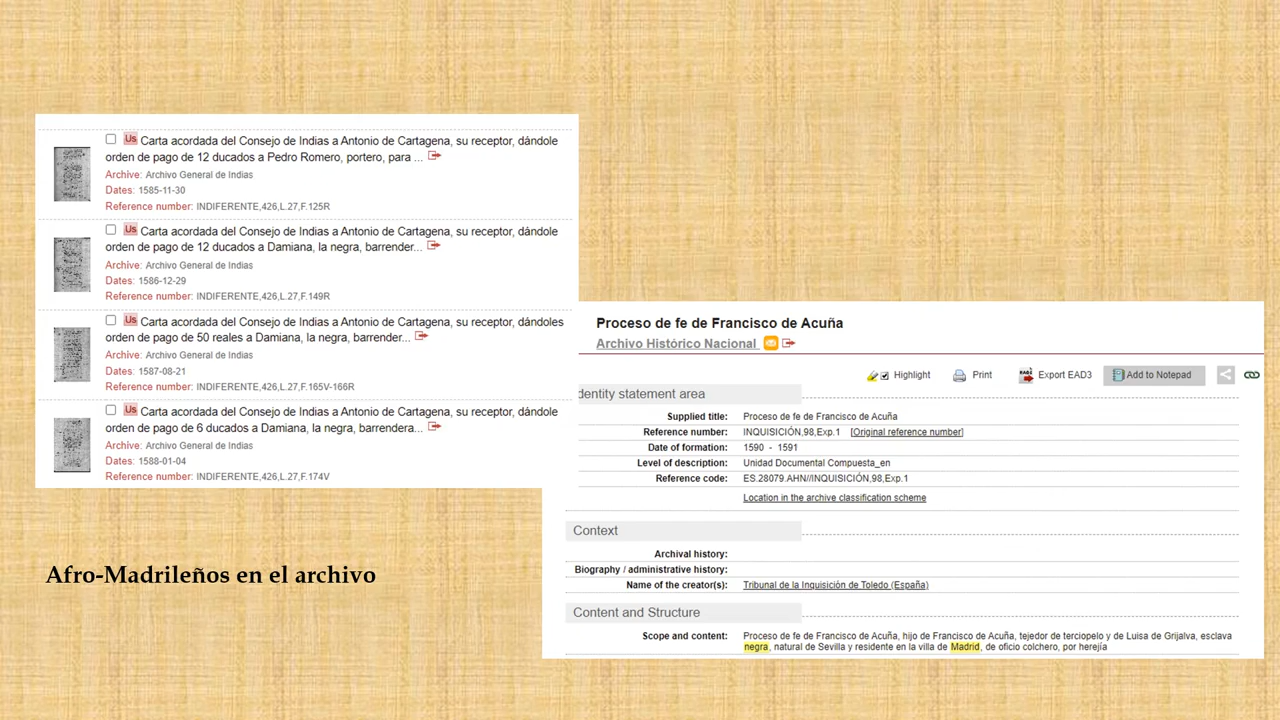 Us Carta acordada del Consejo de Indias a Antonio de Cartagena, su receptor, dándole
orden de pago de 12 ducados a Pedro Romero, portero, para ...
Archive: Archivo General de Indias
Dates: 1585-11-30
Reference number: INDIFERENTE,426,L.27,F.125R
Us Carta acordada del Consejo de Indias a Antonio de Cartagena, su receptor, dándole
orden de pago de 12 ducados a Damiana, la negra, barrender...
Archive: Archivo General de Indias
Dates: 1586-12-29
Reference number: INDIFERENTE,426,L.27,F.149R
Us Carta acordada del Consejo de Indias a Antonio de Cartagena, su receptor, dándoles
orden de pago de 50 reales a Damiana, la negra, barrender...
Archive: Archivo General de Indias
Dates: 1587-08-21
Reference number: INDIFERENTE,426,L.27,F.165V-166R
Us Carta acordada del Consejo de Indias a Antonio de Cartagena, su receptor, dándole
orden de pago de 6 ducados a Damiana, la negra, barrendera...
Archive: Archivo General de Indias
Dates: 1588-01-04
Reference number: INDIFERENTE,426,L.27,F.174V
Afro-Madrileños en el archivo
Proceso de fe de Francisco de Acuña
Archivo Histórico Nacional
Highlight Print Export EAD3 Add to Notepad
dentity statement area
Supplied title: Proceso de fe de Francisco de Acuña
Reference number: INQUISICIÓN,98,Exp.1 [Original reference number]
Date of formation: 1590 - 1591
Level of description: Unidad Documental Compuesta_en
Reference code: ES.28079.AHN//INQUISICIÓN,98,Exp.1
Location in the archive classification scheme
Context
Archival history:
Biography / administrative history:
Name of the creator(s): Tribunal de la Inquisición de Toledo (España)
Content and Structure
Scope and content: Proceso de fe de Francisco de Acuña, hijo de Francisco de Acuña, tejedor de terciopelo y de Luisa de Grijalva, esclava
negra, natural de Sevilla y residente en la villa de Madrid, de oficio colchero, por herejía